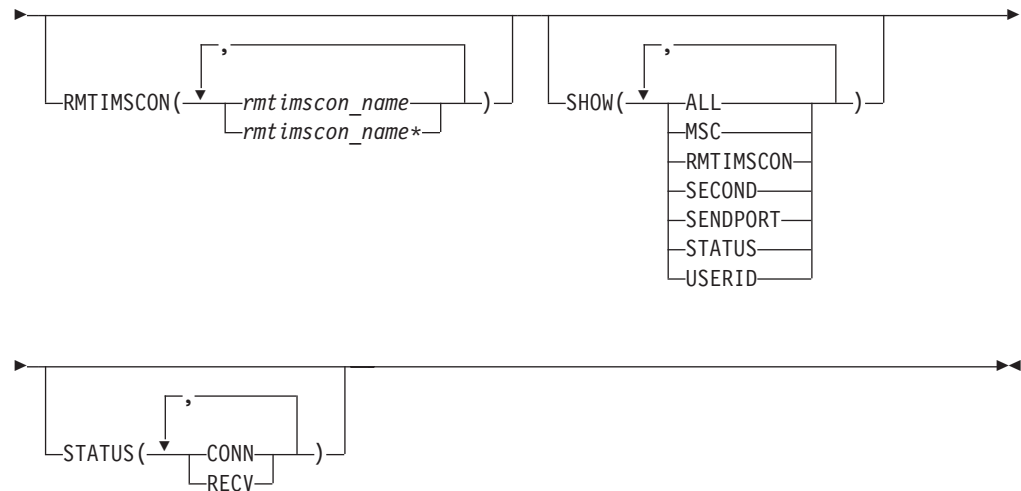 , ,
RMTIMSCON( rmtimscon_name ) SHOW( ALL )
rmtimscon_name* MSC
RMTIMSCON
SECOND
SENDPORT
STATUS
USERID
,
STATUS( CONN )
RECV